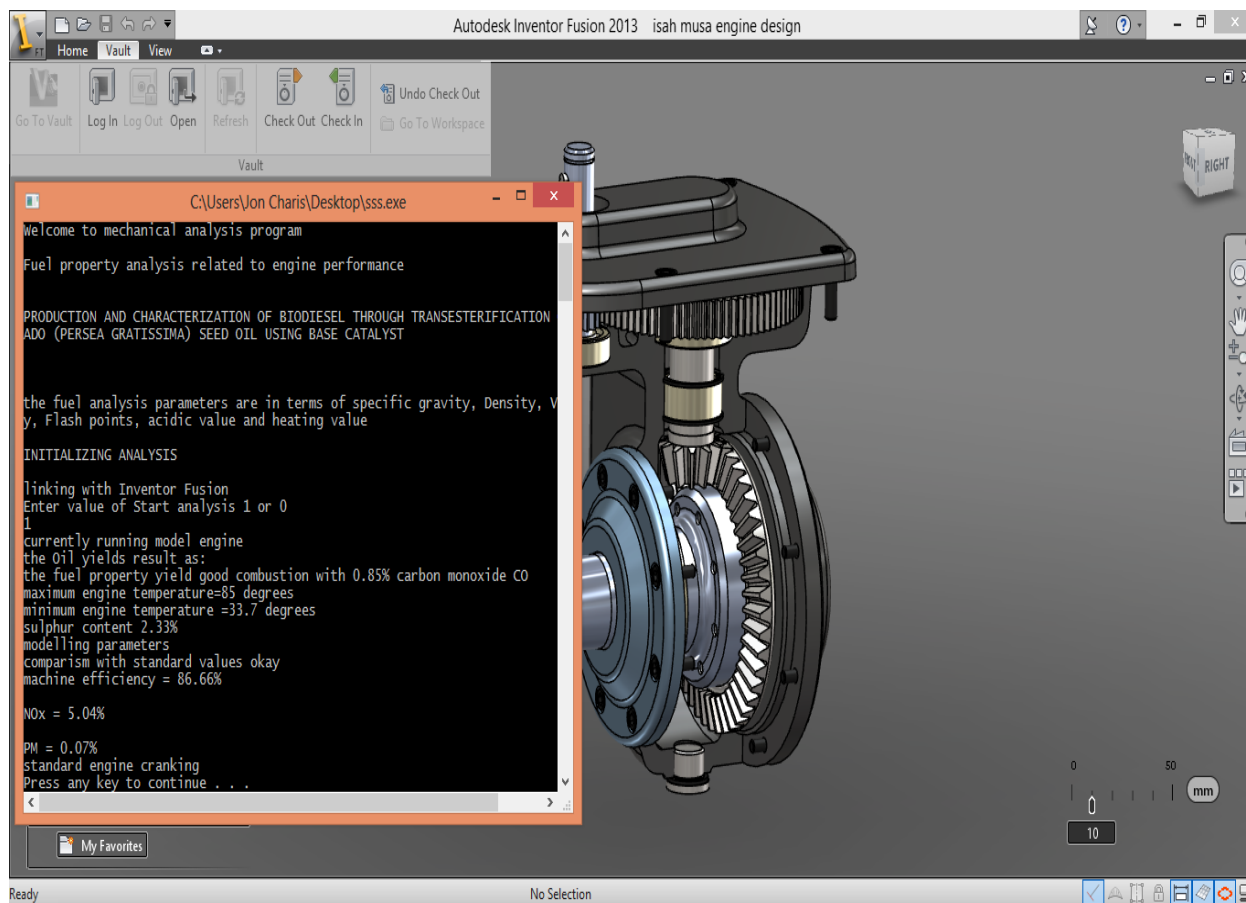 Autodesk Inventor Fusion 2013 isah musa engine design
FT
Home Vault View
Go To Vault Log In Log Out Open Refresh Check Out Check In
Undo Check Out
Go To Workspace
Vault
RIGHT
C:\Users\Jon Charis\Desktop\sss.exe
Welcome to mechanical analysis program
Fuel property analysis related to engine performance
PRODUCTION AND CHARACTERIZATION OF BIODIESEL THROUGH TRANSESTERIFICATION
ADO (PERSEA GRATISSIMA) SEED OIL USING BASE CATALYST
the fuel analysis parameters are in terms of specific gravity, Density, V
y, Flash points, acidic value and heating value
INITIALIZING ANALYSIS
linking with Inventor Fusion
Enter value of Start analysis 1 or 0
1
currently running model engine
the Oil yields result as:
the fuel property yield good combustion with 0.85% carbon monoxide CO
maximum engine temperature=85 degrees
minimum engine temperature =33.7 degrees
sulphur content 2.33%
modelling parameters
comparism with standard values okay
machine efficiency = 86.66%
NOx = 5.04%
PM = 0.07%
standard engine cranking
Press any key to continue . . .
0 50
mm
10
My Favorites
Ready
No Selection